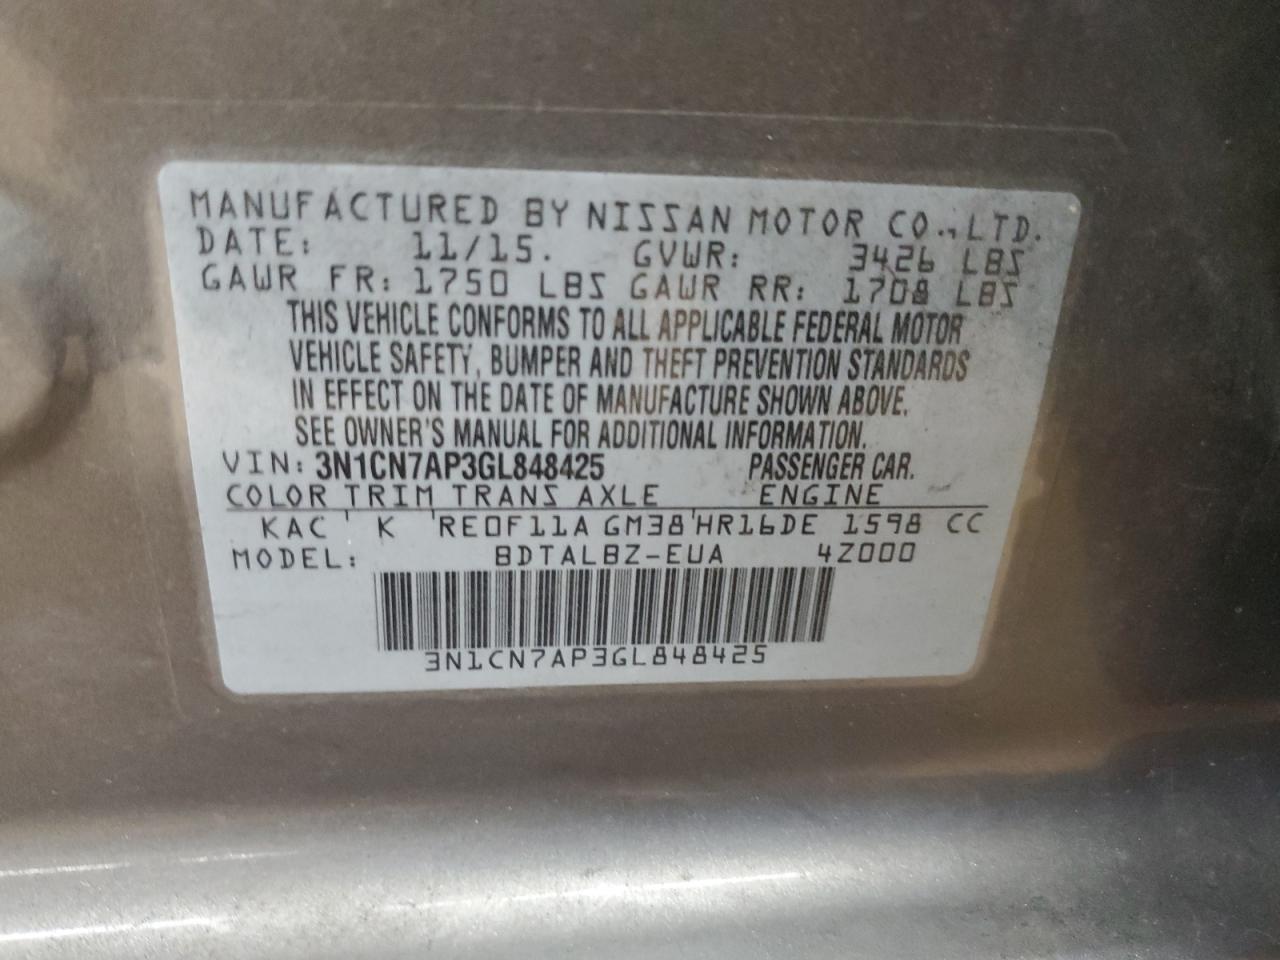 MANUFACTURED BY NISSAN MOTOR CO., LTD.
DATE: 11/15. GVWR: 3426 LBS
GAWR FR: 1750 LBS GAWR RR: 1708 LBS
THIS VEHICLE CONFORMS TO ALL APPLICABLE FEDERAL MOTOR
VEHICLE SAFETY, BUMPER AND THEFT PREVENTION STANDARDS
IN EFFECT ON THE DATE OF MANUFACTURE SHOWN ABOVE.
SEE OWNER'S MANUAL FOR ADDITIONAL INFORMATION.
VIN: 3N1CN7AP3GL848425 PASSENGER CAR.
COLOR TRIM TRANS AXLE ENGINE
KAC K RE0F11A GM38 HR16DE 1598 CC
MODEL: BDTALBZ-EUA 4Z000
3N1CN7AP3GL848425